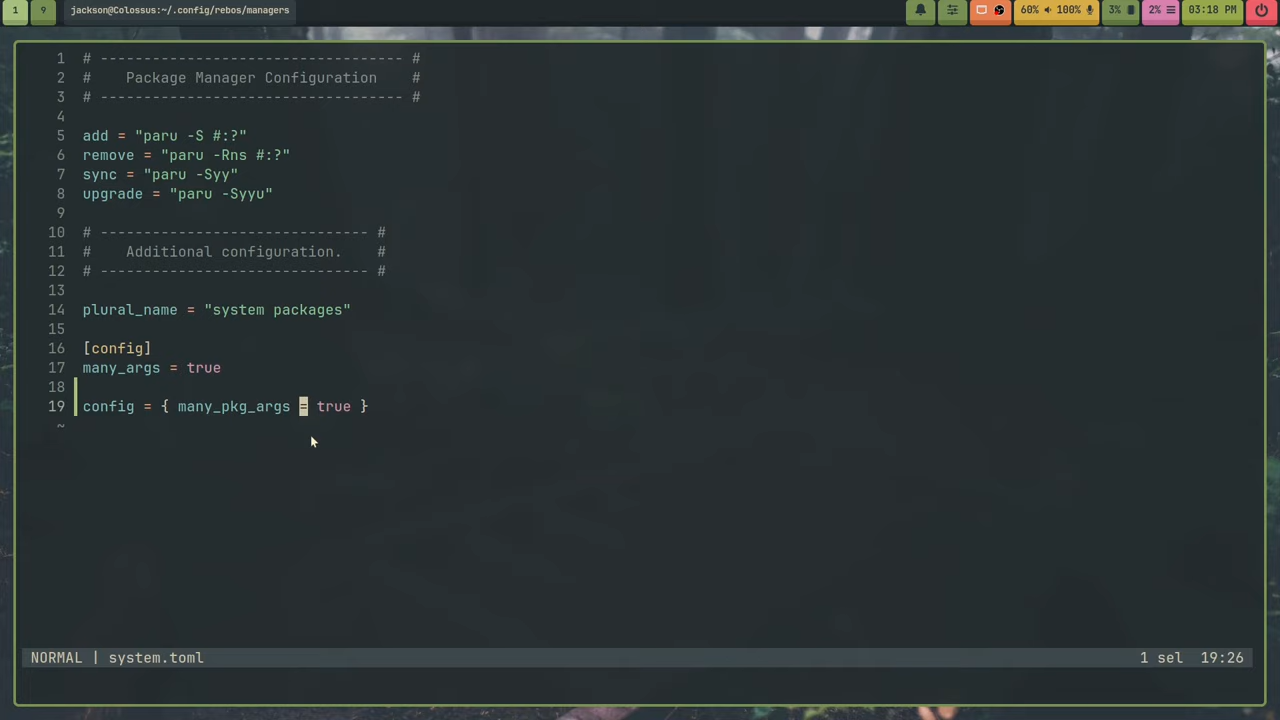 1 9 jackson@Colossus:~/.config/rebos/managers 60% 100% 3% 2% 03:18 PM
1 # ----------------------------------- #
2 #    Package Manager Configuration    #
3 # ----------------------------------- #
4
5 add = "paru -S #:?"
6 remove = "paru -Rns #:?"
7 sync = "paru -Syy"
8 upgrade = "paru -Syyu"
9
10 # ------------------------------- #
11 #    Additional configuration.    #
12 # ------------------------------- #
13
14 plural_name = "system packages"
15
16 [config]
17 many_args = true
18
19 config = { many_pkg_args = true }
~
NORMAL | system.toml 1 sel 19:26